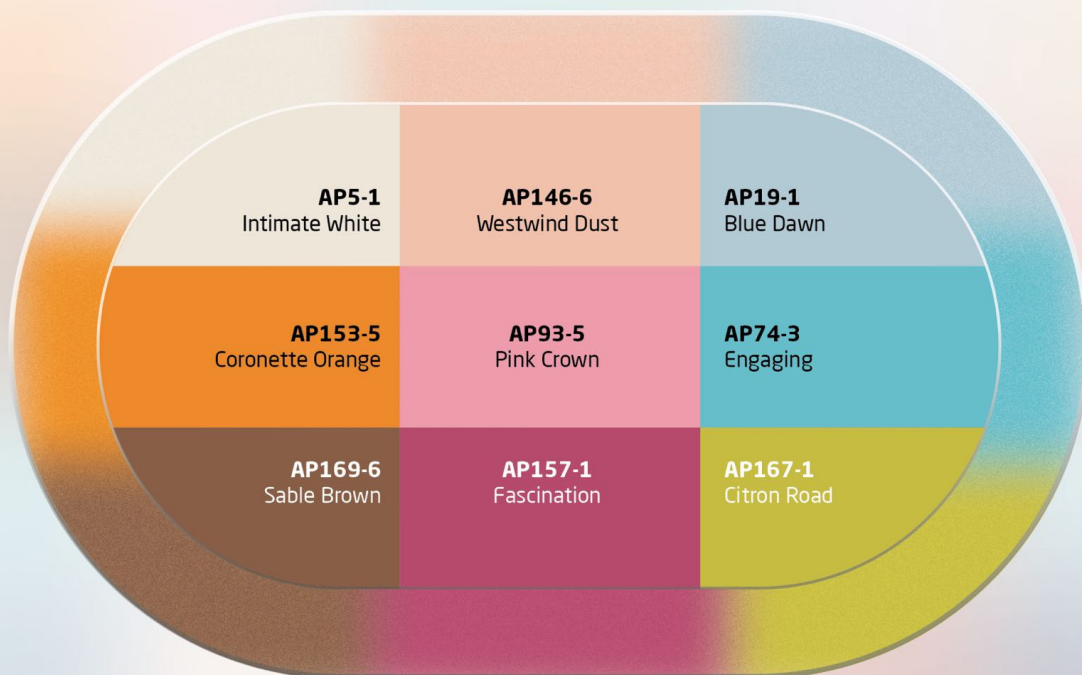 AP5-1
Intimate White
AP146-6
Westwind Dust
AP19-1
Blue Dawn
AP153-5
Coronette Orange
AP93-5
Pink Crown
AP74-3
Engaging
AP169-6
Sable Brown
AP157-1
Fascination
AP167-1
Citron Road